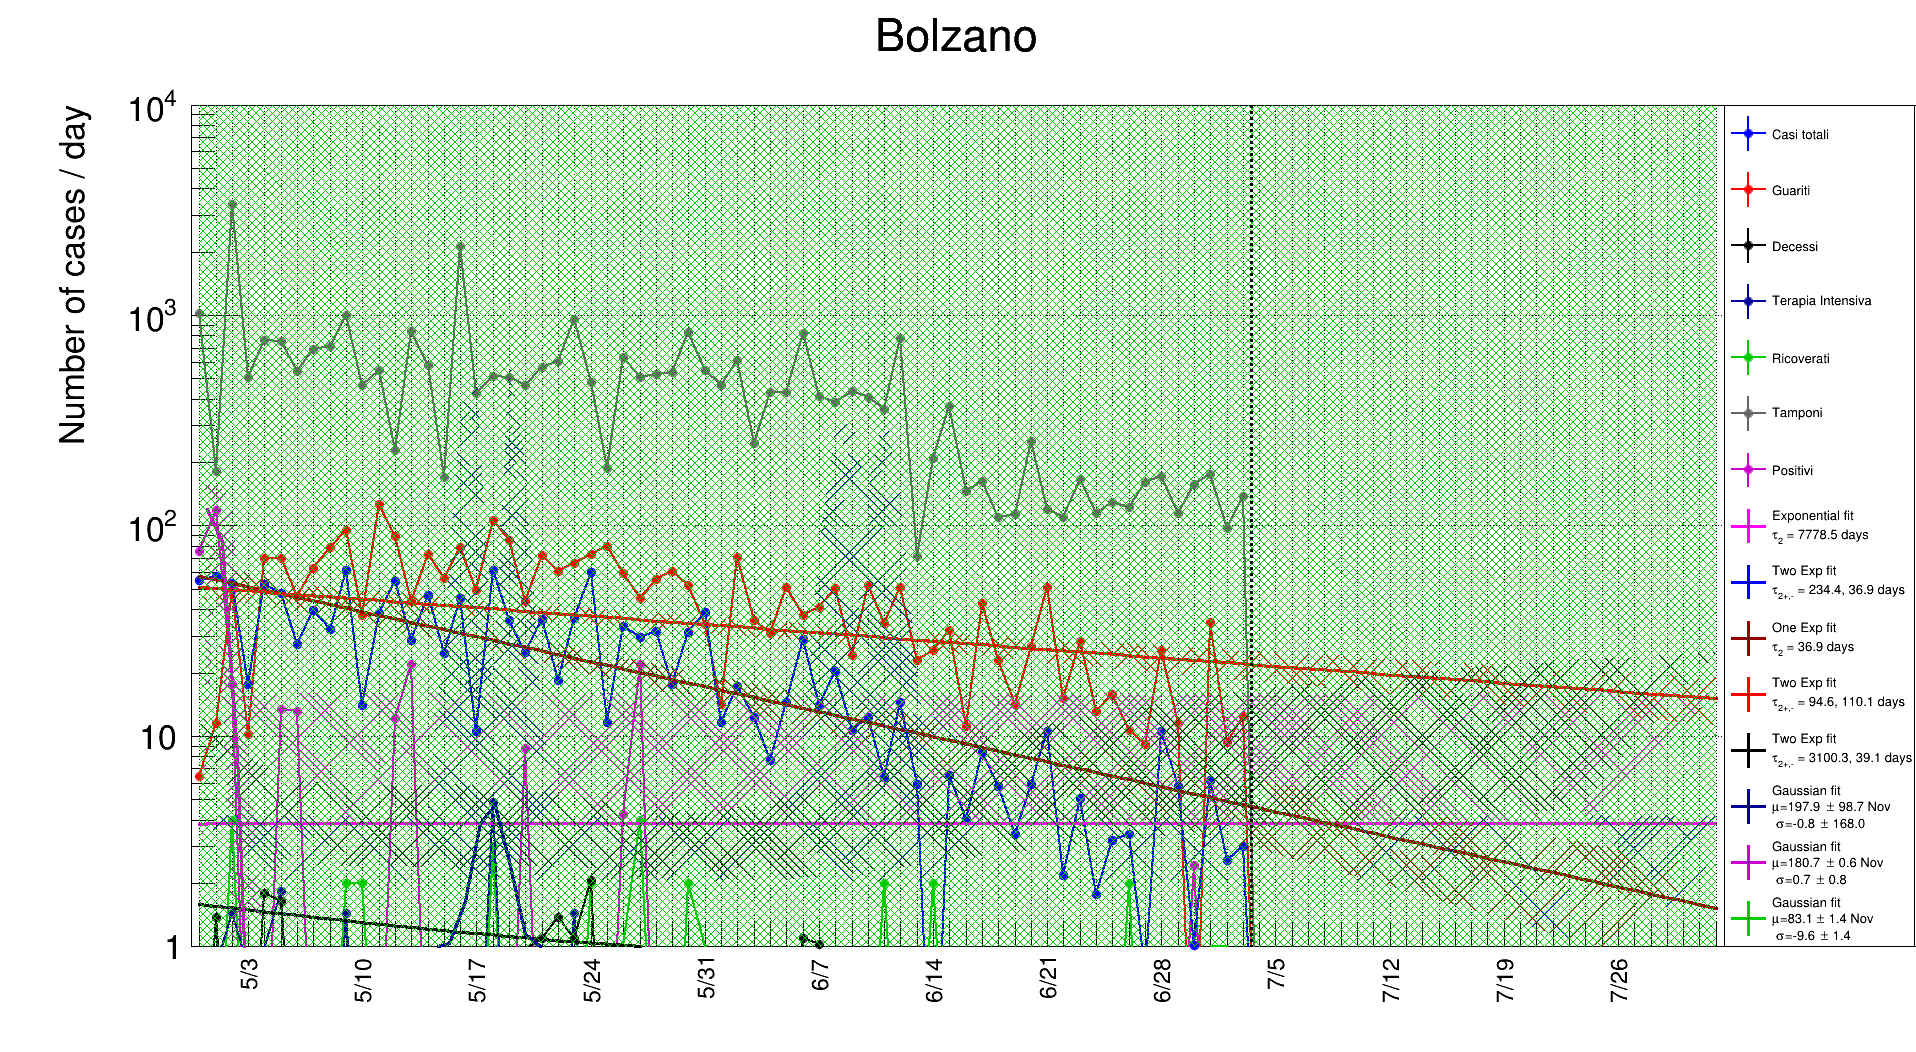 Bolzano
Number of cases / day
10^4
10^3
10^2
10
1
5/3
5/10
5/17
5/24
5/31
6/7
6/14
6/21
6/28
7/5
7/12
7/19
7/26
Casi totali
Guariti
Decessi
Terapia Intensiva
Ricoverati
Tamponi
Positivi
Exponential fit
τ2 = 7778.5 days
Two Exp fit
τ2+,- = 234.4, 36.9 days
One Exp fit
τ2 = 36.9 days
Two Exp fit
τ2+,- = 94.6, 110.1 days
Two Exp fit
τ2+,- = 3100.3, 39.1 days
Gaussian fit
μ=197.9 ± 98.7 Nov
σ=-0.8 ± 168.0
Gaussian fit
μ=180.7 ± 0.6 Nov
σ=0.7 ± 0.8
Gaussian fit
μ=83.1 ± 1.4 Nov
σ=-9.6 ± 1.4